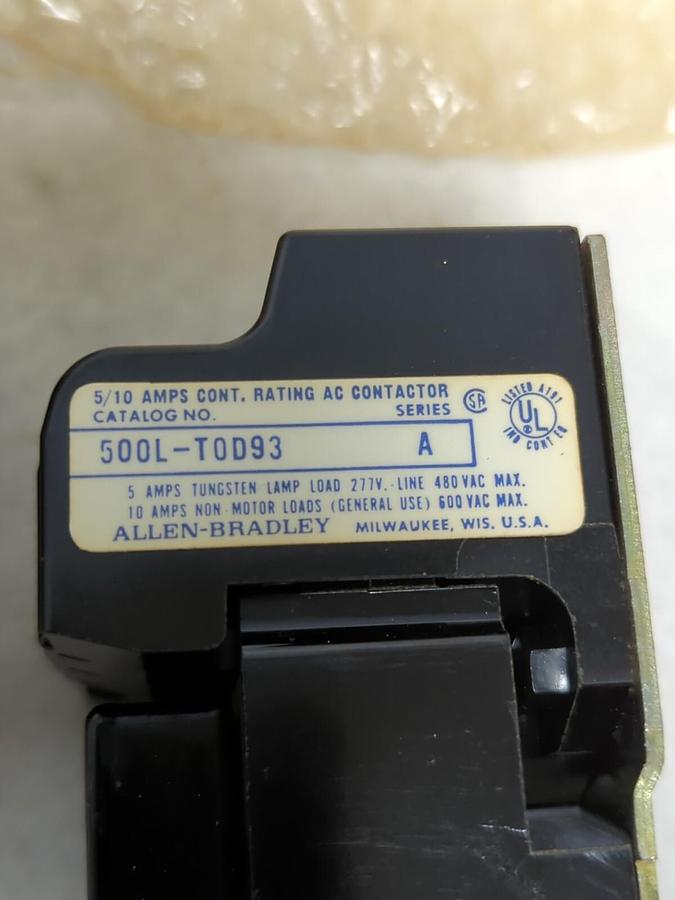 5/10 AMPS CONT. RATING AC CONTACTOR
CATALOG NO. SERIES
SA
LISTED A191
UL
IND CONT EQ
500L-TOD93 A
5 AMPS TUNGSTEN LAMP LOAD 277V.-LINE 480 VAC MAX.
10 AMPS NON-MOTOR LOADS (GENERAL USE) 600 VAC MAX.
ALLEN-BRADLEY MILWAUKEE, WIS. U.S.A.